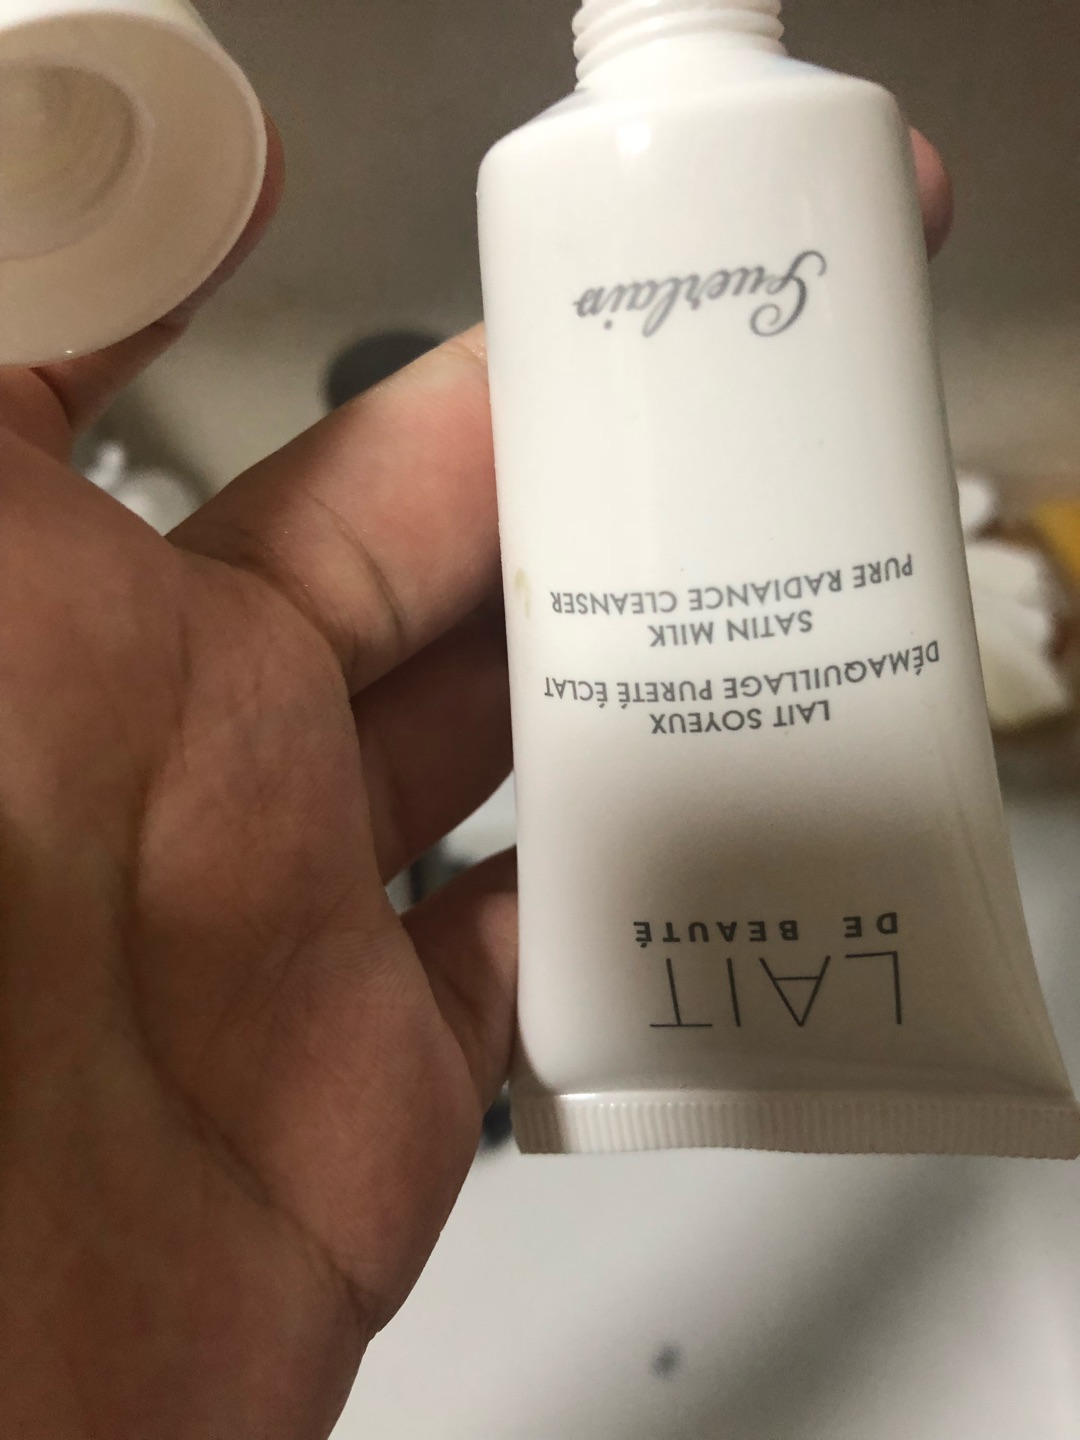 LAIT
DE BEAUTÉ
LAIT SOYEUX
DÉMAQUILLAGE PURETÉ ÉCLAT
SATIN MILK
PURE RADIANCE CLEANSER
Guerlain